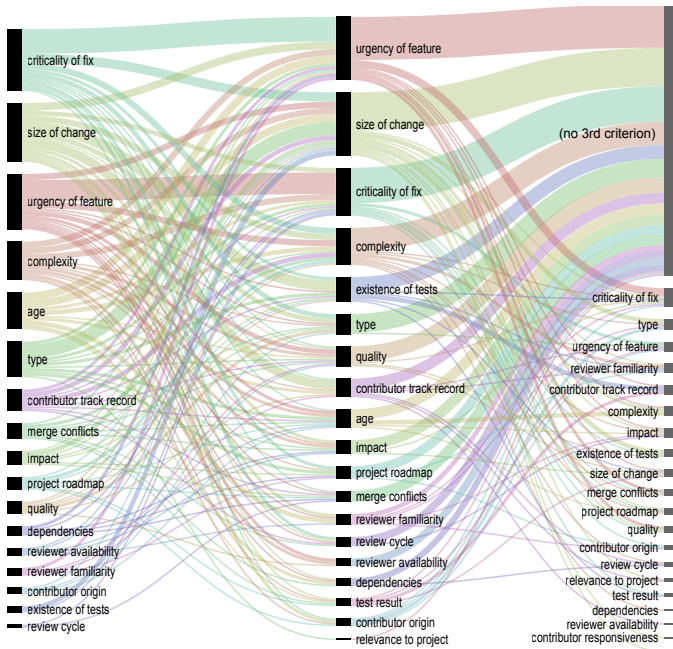 criticality of fix
size of change
urgency of feature
complexity
age
type
contributor track record
merge conflicts
impact
project roadmap
quality
dependencies
reviewer availability
reviewer familiarity
contributor origin
existence of tests
review cycle
urgency of feature
size of change
criticality of fix
complexity
existence of tests
type
quality
contributor track record
age
impact
project roadmap
merge conflicts
reviewer familiarity
review cycle
reviewer availability
dependencies
test result
contributor origin
relevance to project
(no 3rd criterion)
criticality of fix
type
urgency of feature
reviewer familiarity
contributor track record
complexity
impact
existence of tests
size of change
merge conflicts
project roadmap
quality
contributor origin
review cycle
relevance to project
test result
dependencies
reviewer availability
contributor responsiveness